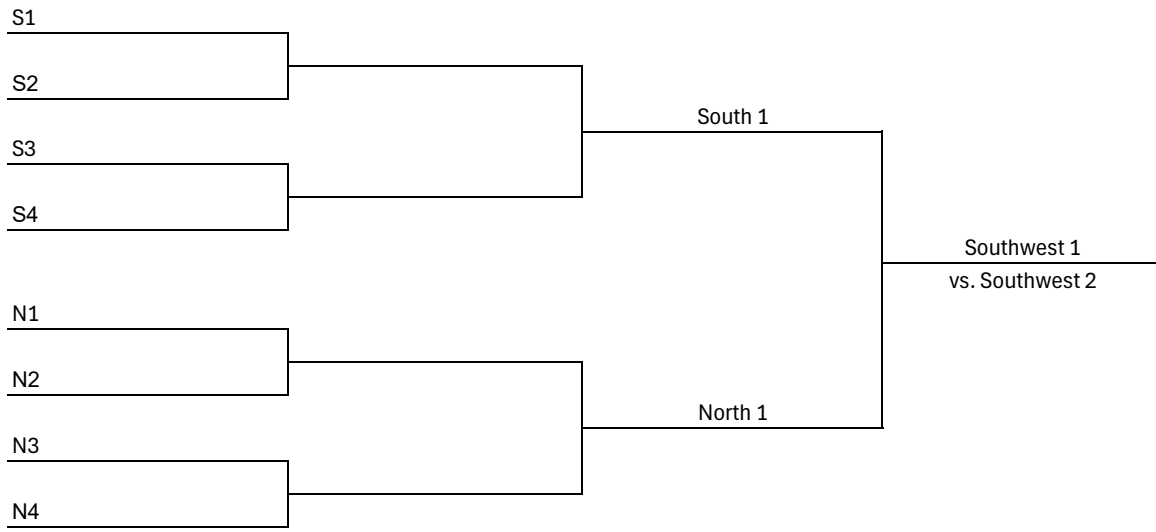 S1
S2
South 1
S3
S4
Southwest 1
vs. Southwest 2
N1
N2
North 1
N3
N4